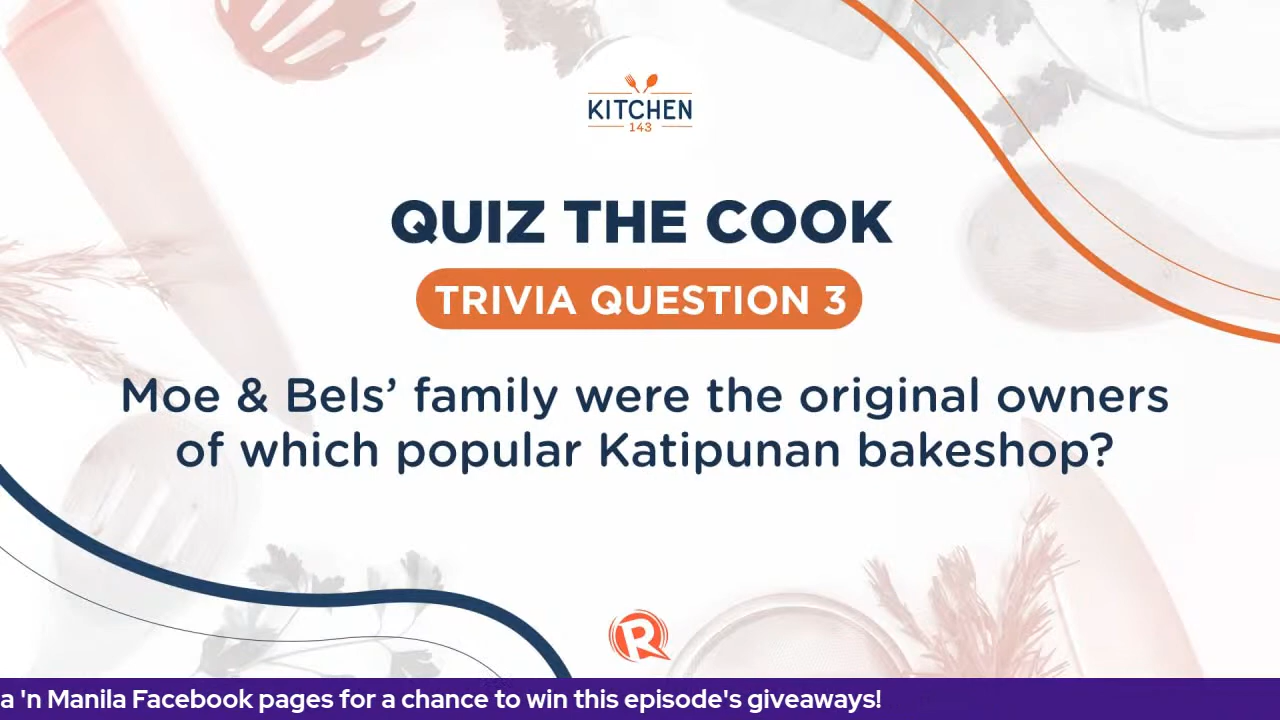 KITCHEN
143
QUIZ THE COOK
TRIVIA QUESTION 3
Moe & Bels’ family were the original owners
of which popular Katipunan bakeshop?
R
a 'n Manila Facebook pages for a chance to win this episode's giveaways!